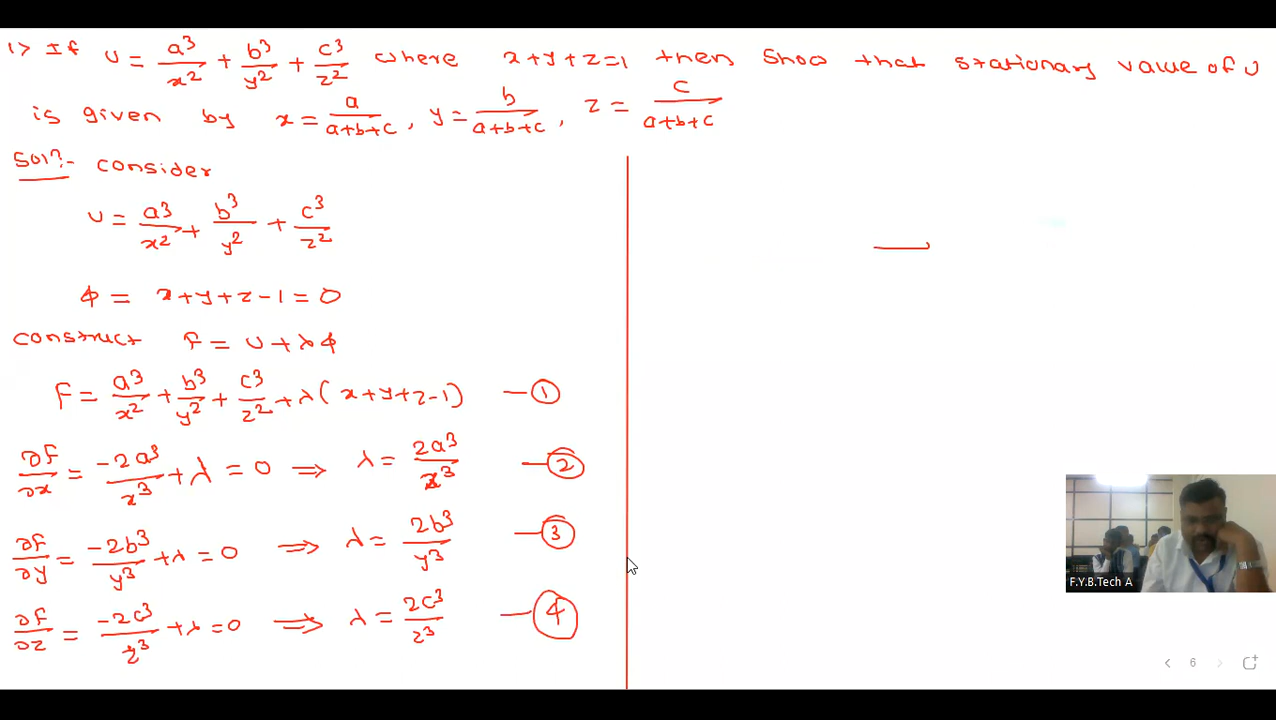 1> If u = a³/x² + b³/y² + c³/z² where x+y+z=1 then show that stationary value of u
is given by x = a/(a+b+c), y = b/(a+b+c), z = c/(a+b+c)
Sol?:- consider
u = a³/x² + b³/y² + c³/z²
φ = x+y+z-1=0
construct F = u+λφ
F = a³/x² + b³/y² + c³/z² + λ(x+y+z-1) —①
∂F/∂x = -2a³/x³ + λ = 0 ⇒ λ = 2a³/x³ —②
∂F/∂y = -2b³/y³ + λ = 0 ⇒ λ = 2b³/y³ —③
∂F/∂z = -2c³/z³ + λ = 0 ⇒ λ = 2c³/z³ —④
F.Y.B.Tech A
6